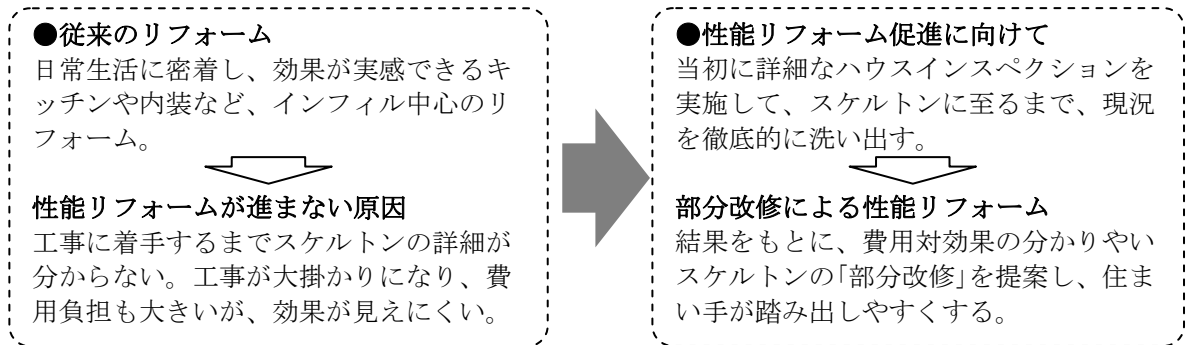 ●従来のリフォーム
日常生活に密着し、効果が実感できるキ
ッチンや内装など、インフィル中心のリ
フォーム。
性能リフォームが進まない原因
工事に着手するまでスケルトンの詳細が
分からない。工事が大掛かりになり、費
用負担も大きいが、効果が見えにくい。
●性能リフォーム促進に向けて
当初に詳細なハウスインスペクションを
実施して、スケルトンに至るまで、現況
を徹底的に洗い出す。
部分改修による性能リフォーム
結果をもとに、費用対効果の分かりやい
スケルトンの「部分改修」を提案し、住ま
い手が踏み出しやすくする。